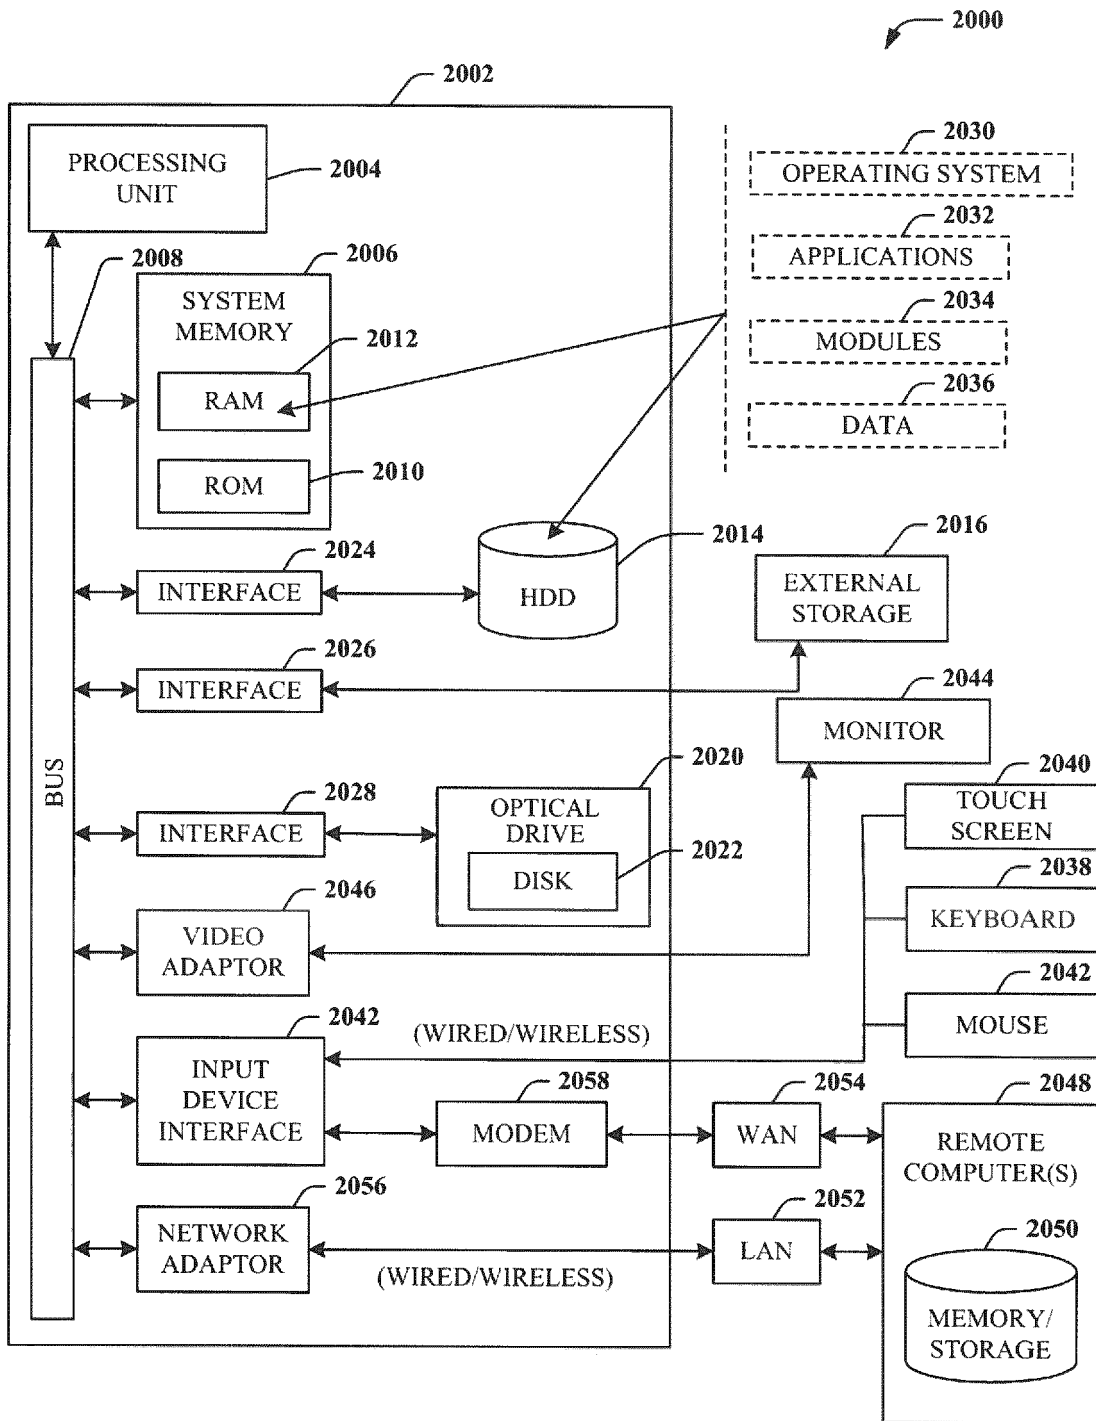 2000
2002
PROCESSING
UNIT
2004
2030
OPERATING SYSTEM
2032
APPLICATIONS
2034
MODULES
2036
DATA
2008
2006
SYSTEM
MEMORY
2012
RAM
ROM
2010
2024
INTERFACE
HDD
2014
2016
EXTERNAL
STORAGE
2026
INTERFACE
2044
MONITOR
BUS
2028
INTERFACE
2020
OPTICAL
DRIVE
2022
DISK
2040
TOUCH
SCREEN
2038
KEYBOARD
2042
MOUSE
2046
VIDEO
ADAPTOR
2042
INPUT
DEVICE
INTERFACE
(WIRED/WIRELESS)
2058
MODEM
2054
WAN
2048
REMOTE
COMPUTER(S)
2056
NETWORK
ADAPTOR
(WIRED/WIRELESS)
2052
LAN
2050
MEMORY/
STORAGE